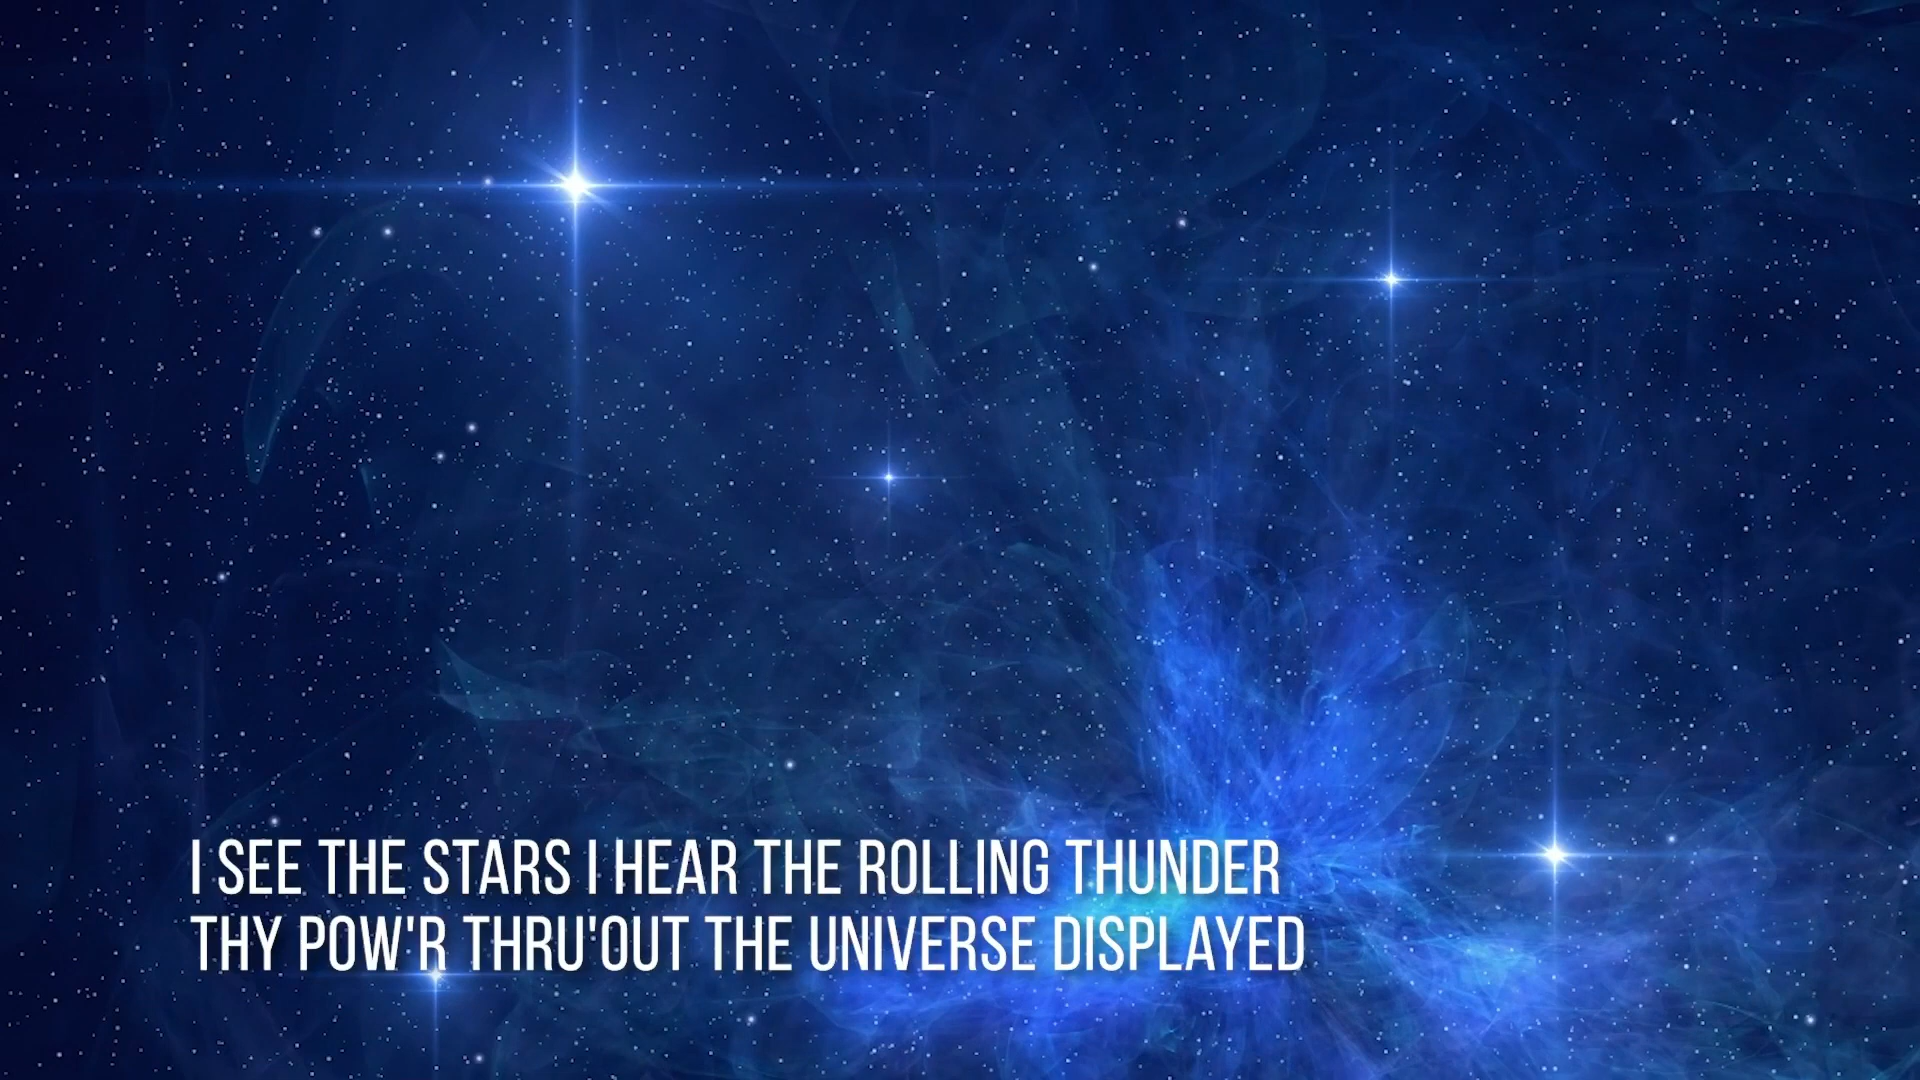 I SEE THE STARS I HEAR THE ROLLING THUNDER
THY POW'R THRU'OUT THE UNIVERSE DISPLAYED